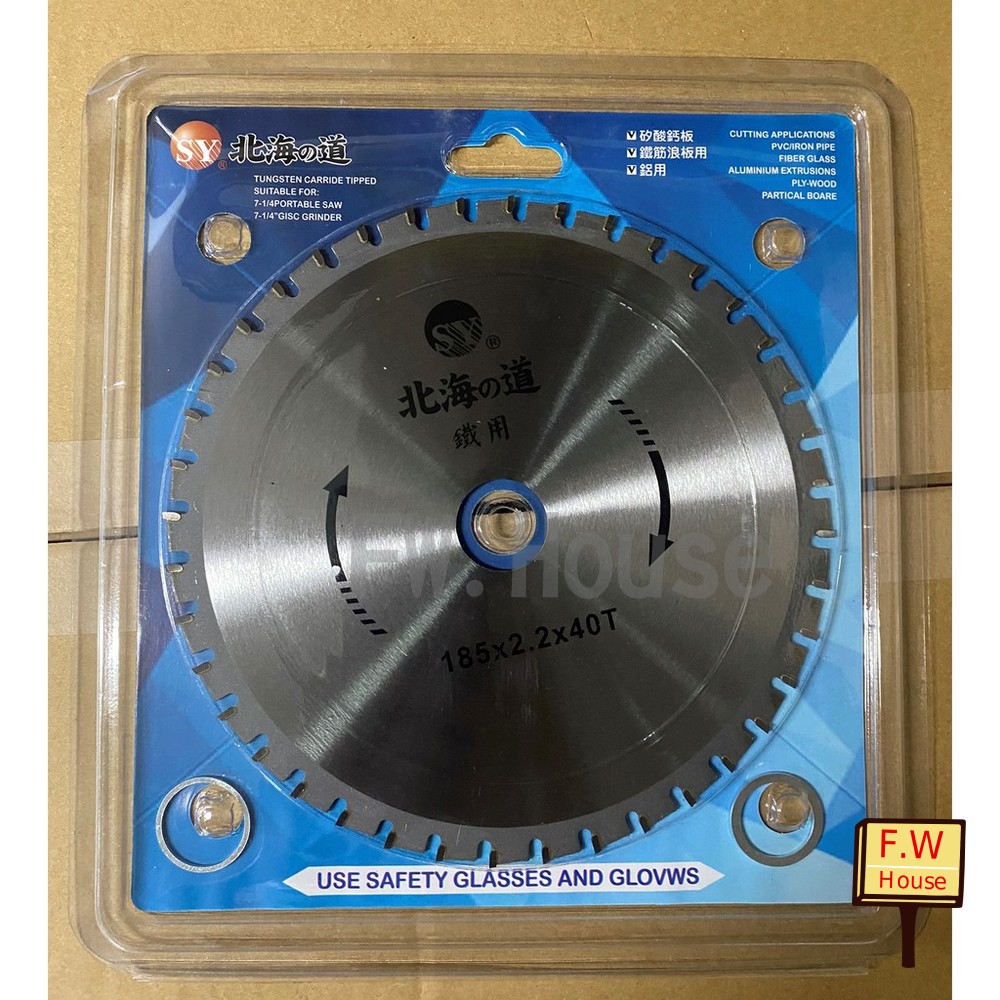 SY® 北海の道
TUNGSTEN CARRIDE TIPPED
SUITABLE FOR:
7-1/4PORTABLE SAW
7-1/4"GISC GRINDER
矽酸鈣板
鐵筋浪板用
鋁用
CUTTING APPLICATIONS
PVC/IRON PIPE
FIBER GLASS
ALUMINIUM EXTRUSIONS
PLY-WOOD
PARTICAL BOARE
SY®
北海の道
鐵用
F.W. House
185x2.2x40T
USE SAFETY GLASSES AND GLOVWS
F.W
House